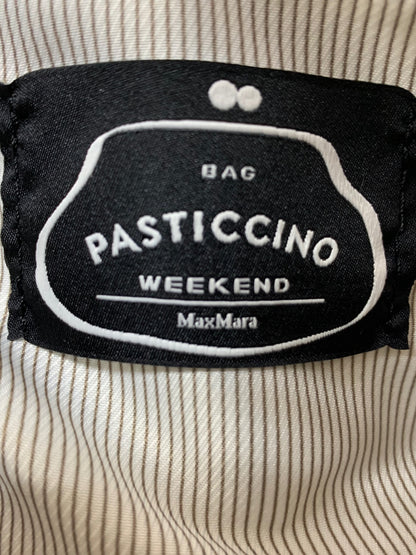 BAG
PASTICCINO
WEEKEND
MaxMara